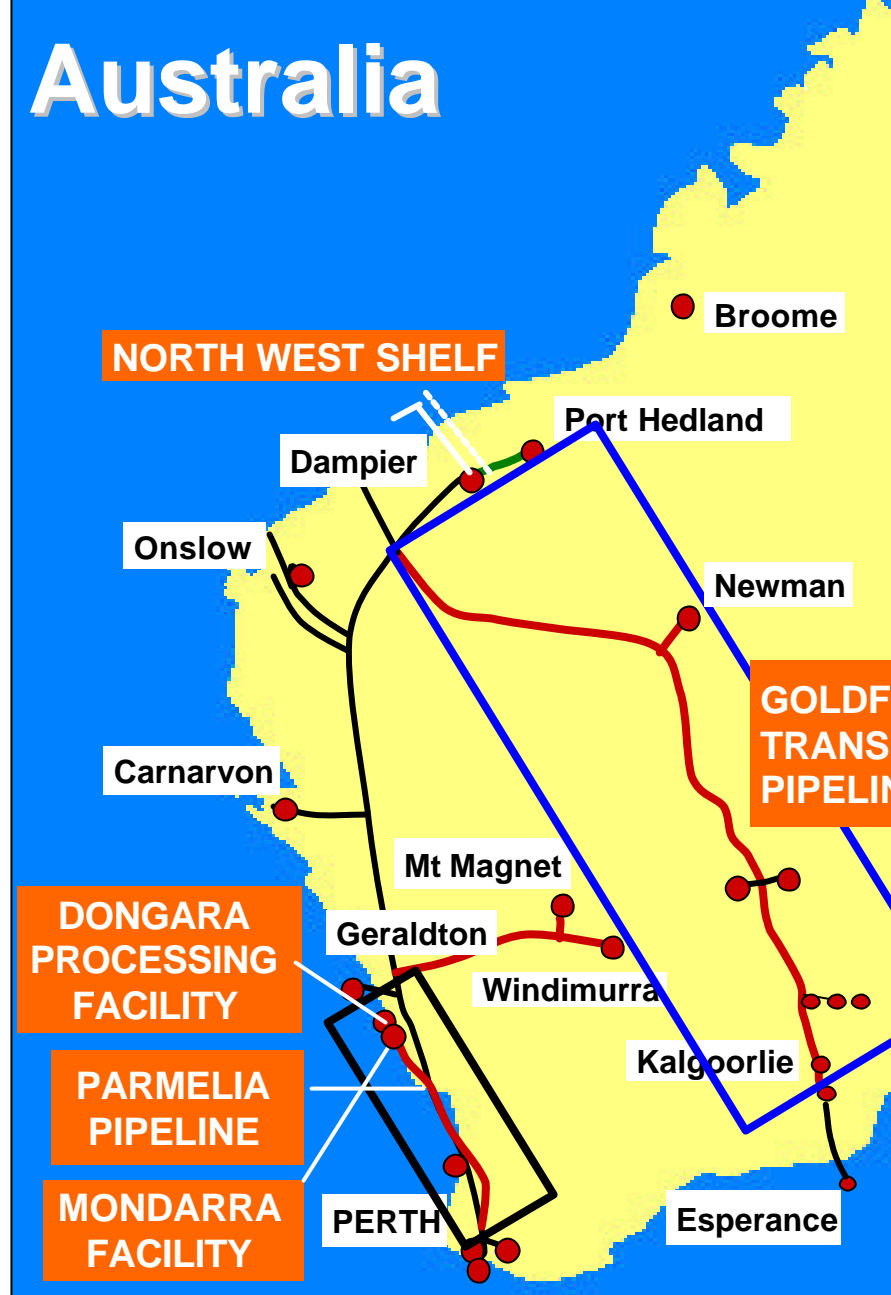 Australia
Broome
NORTH WEST SHELF
Port Hedland
Dampier
Onslow
Newman
GOLDF
TRANS
PIPELIN
Carnarvon
Mt Magnet
DONGARA
PROCESSING
FACILITY
Geraldton
Windimurra
Kalgoorlie
PARMELIA
PIPELINE
MONDARRA
FACILITY
PERTH
Esperance